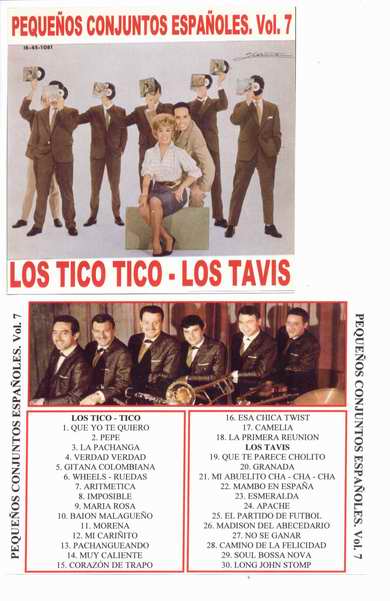 PEQUEÑOS CONJUNTOS ESPAÑOLES. Vol. 7
IB-45-1081
LOS TICO TICO - LOS TAVIS
PEQUEÑOS CONJUNTOS ESPAÑOLES. Vol. 7
LOS TICO - TICO
1. QUE YO TE QUIERO
2. PEPE
3. LA PACHANGA
4. VERDAD VERDAD
5. GITANA COLOMBIANA
6. WHEELS - RUEDAS
7. ARITMETICA
8. IMPOSIBLE
9. MARIA ROSA
10. BAION MALAGUEÑO
11. MORENA
12. MI CARIÑITO
13. PACHANGUEANDO
14. MUY CALIENTE
15. CORAZÓN DE TRAPO
16. ESA CHICA TWIST
17. CAMELIA
18. LA PRIMERA REUNION
LOS TAVIS
19. QUE TE PARECE CHOLITO
20. GRANADA
21. MI ABUELITO CHA - CHA - CHA
22. MAMBO EN ESPAÑA
23. ESMERALDA
24. APACHE
25. EL PARTIDO DE FUTBOL
26. MADISON DEL ABECEDARIO
27. NO SE GANAR
28. CAMINO DE LA FELICIDAD
29. SOUL BOSSA NOVA
30. LONG JOHN STOMP
PEQUEÑOS CONJUNTOS ESPAÑOLES. Vol. 7